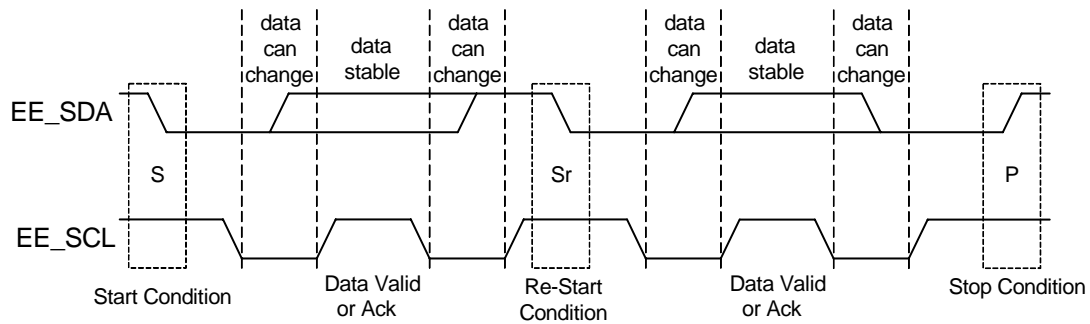 data
can
change
data
stable
data
can
change
data
can
change
data
stable
data
can
change
EE_SDA
S
Sr
P
EE_SCL
Start Condition
Data Valid
or Ack
Re-Start
Condition
Data Valid
or Ack
Stop Condition